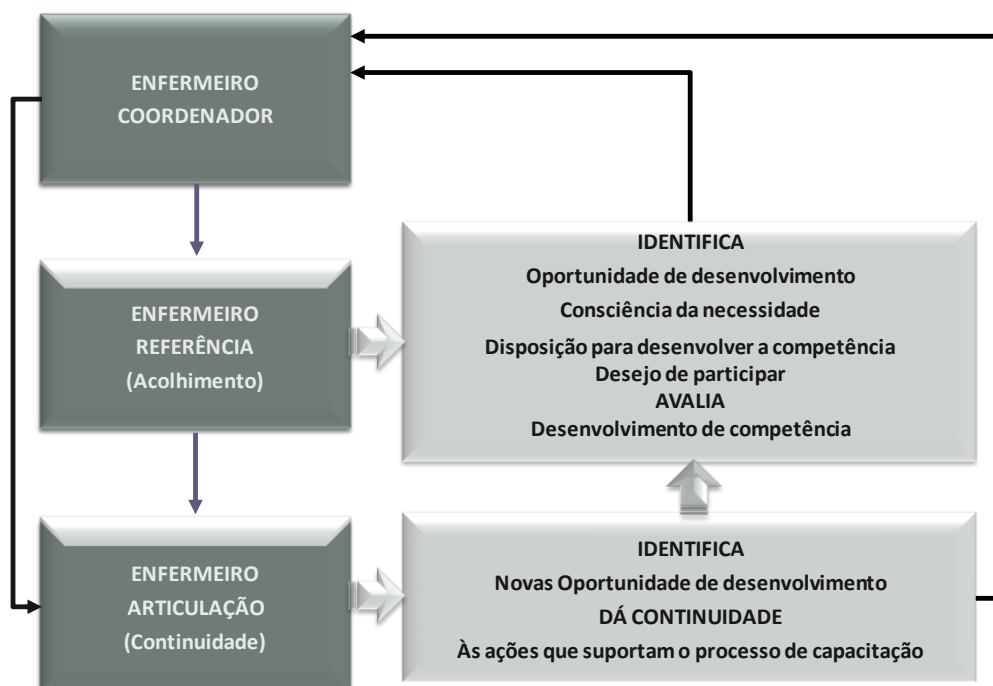 ENFERMEIRO
COORDENADOR
ENFERMEIRO
REFERÊNCIA
(Acolhimento)
IDENTIFICA
Oportunidade de desenvolvimento
Consciência da necessidade
Disposição para desenvolver a competência
Desejo de participar
AVALIA
Desenvolvimento de competência
ENFERMEIRO
ARTICULAÇÃO
(Continuidade)
IDENTIFICA
Novas Oportunidade de desenvolvimento
DÁ CONTINUIDADE
Às ações que suportam o processo de capacitação